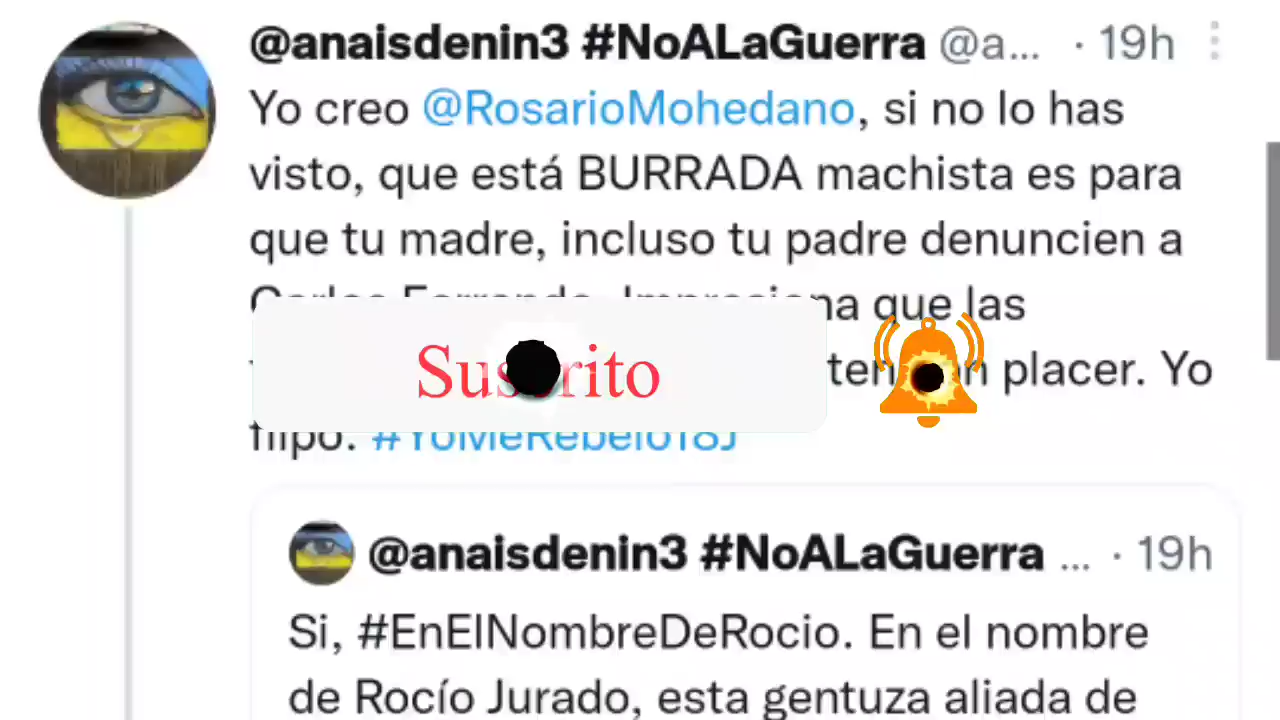 @anaisdenin3 #NoALaGuerra @a... · 19h
Yo creo @RosarioMohedano, si no lo has
visto, que está BURRADA machista es para
que tu madre, incluso tu padre denuncien a
Carlos Ferrando. Impresiona que las
placer. Yo
Suscrito
flipo. #YoMeRebelo18J
@anaisdenin3 #NoALaGuerra ... · 19h
Si, #EnElNombreDeRocio. En el nombre
de Rocío Jurado, esta gentuza aliada de